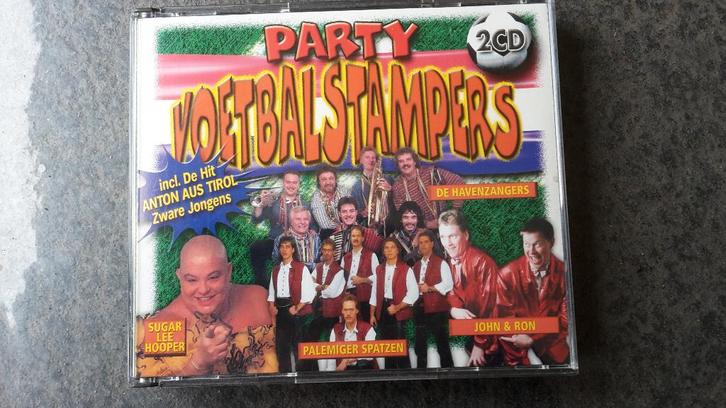 PARTY
2CD
VOETBALSTAMPERS
incl. De Hit
ANTON AUS TIROL
Zware Jongens
DE HAVENZANGERS
SUGAR
LEE
HOOPER
PALEMIGER SPATZEN
JOHN & RON